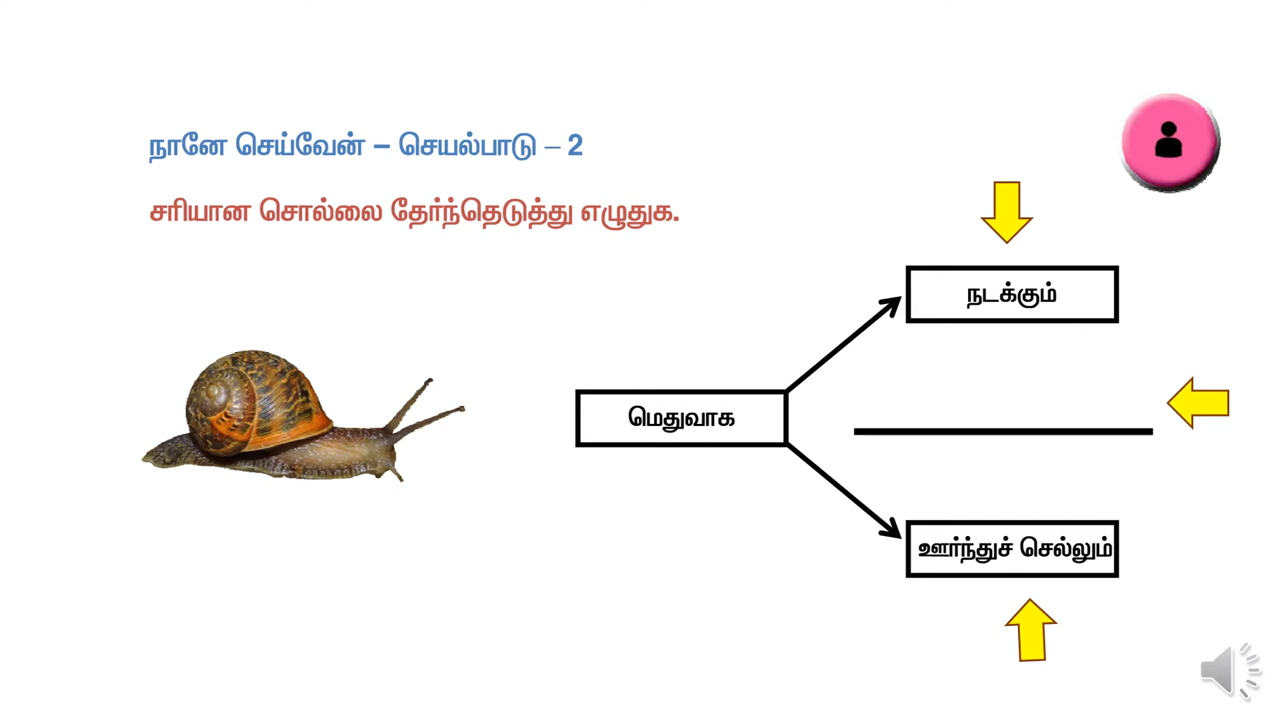 நானே செய்வேன் – செயல்பாடு – 2
சரியான சொல்லை தேர்ந்தெடுத்து எழுதுக.
நடக்கும்
மெதுவாக
ஊர்ந்துச் செல்லும்